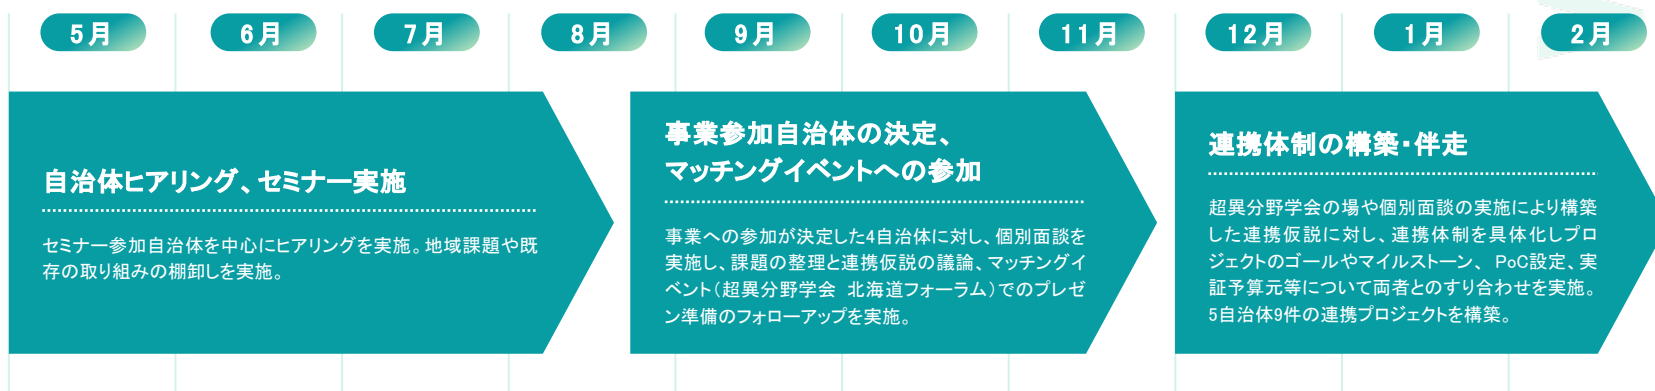 5月
6月
7月
8月
9月
10月
11月
12月
1月
2月
自治体ヒアリング、セミナー実施
セミナー参加自治体を中心にヒアリングを実施。地域課題や既
存の取り組みの棚卸しを実施。
事業参加自治体の決定、
マッチングイベントへの参加
事業への参加が決定した4自治体に対し、個別面談を
実施し、課題の整理と連携仮説の議論、マッチングイ
ベント（超異分野学会 北海道フォーラム）でのプレゼ
ン準備のフォローアップを実施。
連携体制の構築・伴走
超異分野学会の場や個別面談の実施により構築
した連携仮説に対し、連携体制を具体化しプロ
ジェクトのゴールやマイルストーン、 PoC設定、実
証予算元等について両者とのすり合わせを実施。
5自治体9件の連携プロジェクトを構築。